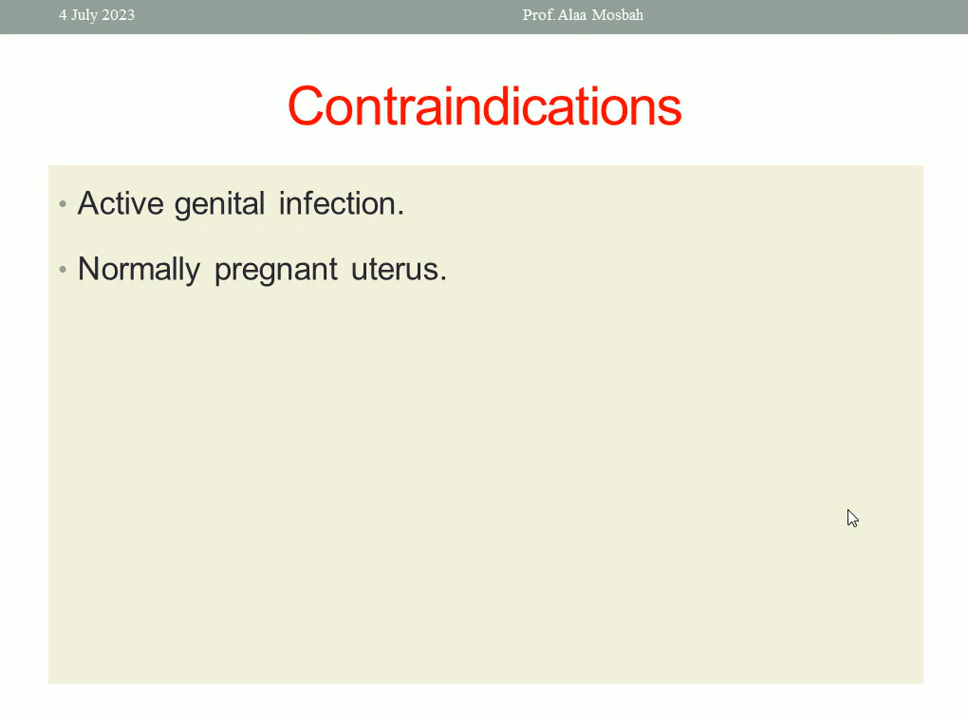 4 July 2023
Prof. Alaa Mosbah
Contraindications
• Active genital infection.
• Normally pregnant uterus.